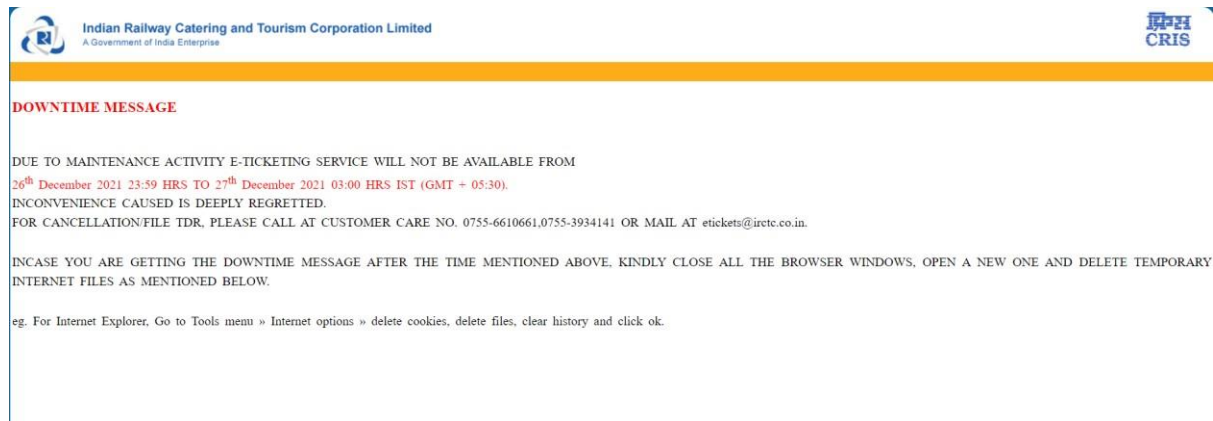 Indian Railway Catering and Tourism Corporation Limited
A Government of India Enterprise
क्रिस
CRIS
DOWNTIME MESSAGE
DUE TO MAINTENANCE ACTIVITY E-TICKETING SERVICE WILL NOT BE AVAILABLE FROM
26th December 2021 23:59 HRS TO 27th December 2021 03:00 HRS IST (GMT + 05:30).
INCONVENIENCE CAUSED IS DEEPLY REGRETTED.
FOR CANCELLATION/FILE TDR, PLEASE CALL AT CUSTOMER CARE NO. 0755-6610661,0755-3934141 OR MAIL AT etickets@irctc.co.in.
INCASE YOU ARE GETTING THE DOWNTIME MESSAGE AFTER THE TIME MENTIONED ABOVE, KINDLY CLOSE ALL THE BROWSER WINDOWS, OPEN A NEW ONE AND DELETE TEMPORARY
INTERNET FILES AS MENTIONED BELOW.
eg. For Internet Explorer, Go to Tools menu » Internet options » delete cookies, delete files, clear history and click ok.